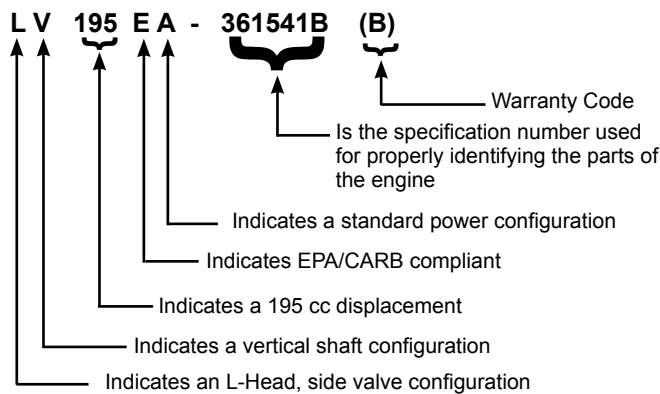 L V 195 E A - 361541B (B)
Warranty Code
Is the specification number used
for properly identifying the parts of
the engine
Indicates a standard power configuration
Indicates EPA/CARB compliant
Indicates a 195 cc displacement
Indicates a vertical shaft configuration
Indicates an L-Head, side valve configuration